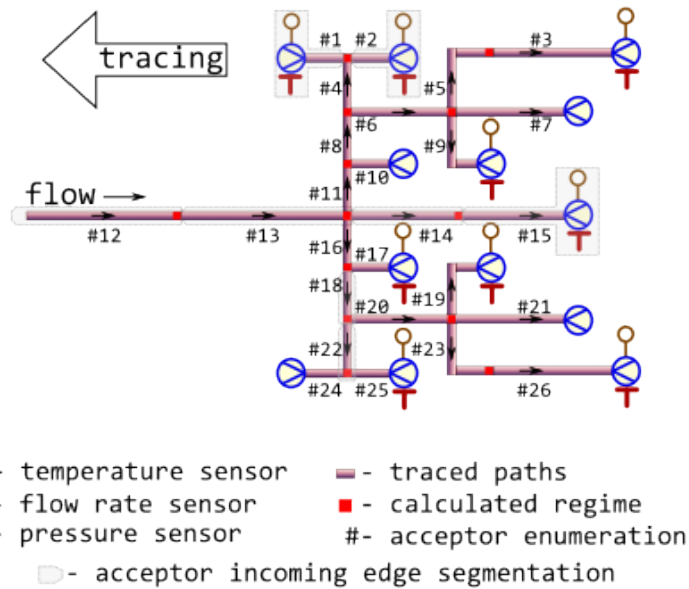 #1 #2 #3
tracing
#4 #5
#6 #7
#8 #9
#10
flow #11
#12 #13 #14 #15
#16 #17
#18 #19
#20 #21
#22 #23
#24 #25 #26
- temperature sensor - traced paths
- flow rate sensor - calculated regime
- pressure sensor #- acceptor enumeration
- acceptor incoming edge segmentation